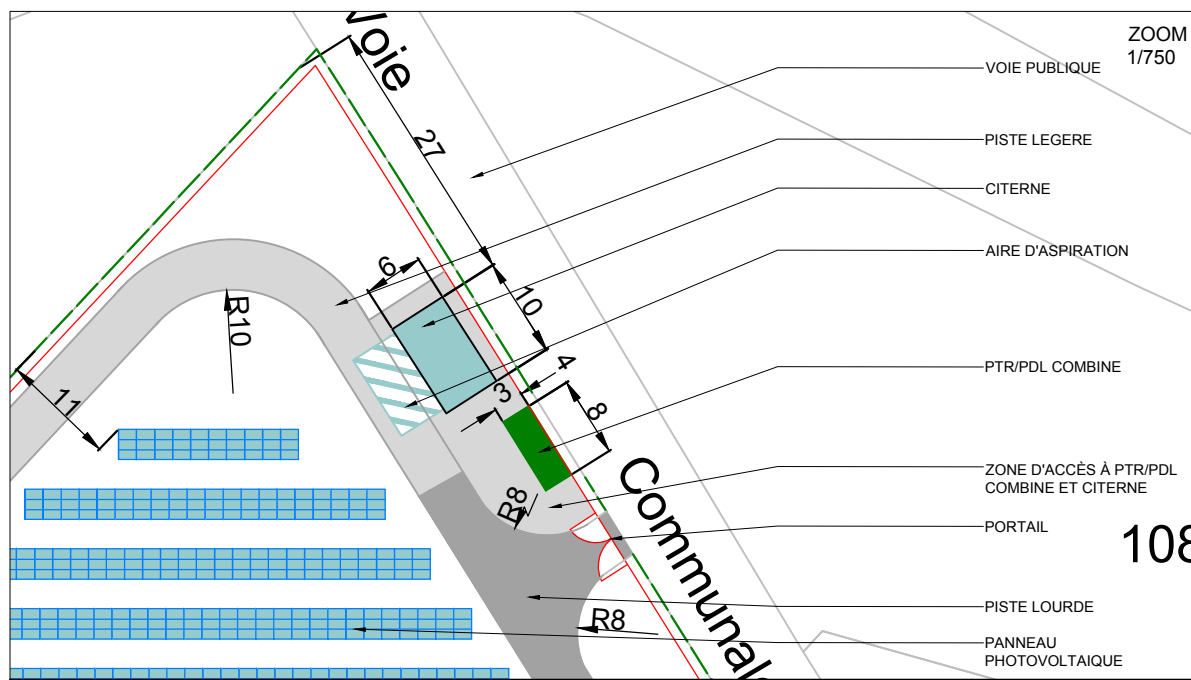 ZOOM
1/750
Voie
VOIE PUBLIQUE
27
PISTE LEGERE
CITERNE
AIRE D'ASPIRATION
6
10
R10
PTR/PDL COMBINE
4
3
8
11
Communale
ZONE D'ACCÈS À PTR/PDL
COMBINE ET CITERNE
R8
PORTAIL
108
PISTE LOURDE
R8
PANNEAU
PHOTOVOLTAIQUE